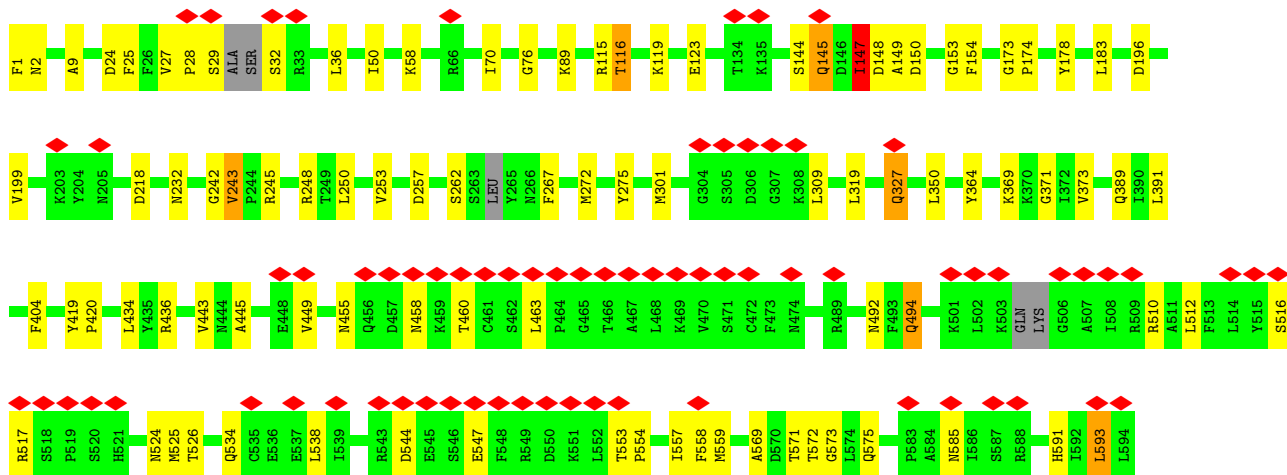 F1 N2 A9 D24 F25 F26 V27 P28 S29 ALA SER S32 R33 L36 I50 K58 R66 I70 G76 K89 R115 T116 K119 E123 T134 K135 S144 Q145 D146 I147 D148 A149 D150 G153 F154 G173 P174 Y178 L183 D196
V199 K203 Y204 N205 D218 N232 G242 V243 P244 R245 R248 T249 L250 V253 D257 S262 S263 LEU Y265 N266 F267 M272 Y275 M301 G304 S305 D306 G307 K308 L309 L319 Q327 L350 Y364 K369 K370 G371 I372 V373 Q389 I390 L391
F404 Y419 P420 L434 Y435 R436 V443 N444 A445 E448 V449 N455 Q456 D457 N458 K459 T460 C461 S462 L463 P464 G465 T466 A467 L468 K469 V470 S471 C472 F473 N474 R489 N492 F493 Q494 K501 L502 K503 GLN LYS G506 A507 I508 R509 R510 A511 L512 F513 L514 Y515 S516
R517 S518 P519 S520 H521 N524 M525 T526 Q534 C535 E536 E537 L538 I539 R543 D544 E545 S546 E547 F548 R549 D550 K551 L552 T553 P554 I557 F558 M559 A569 D570 T571 T572 G573 L574 Q575 P583 A584 N585 I586 S587 R588 H591 I592 L593 L594